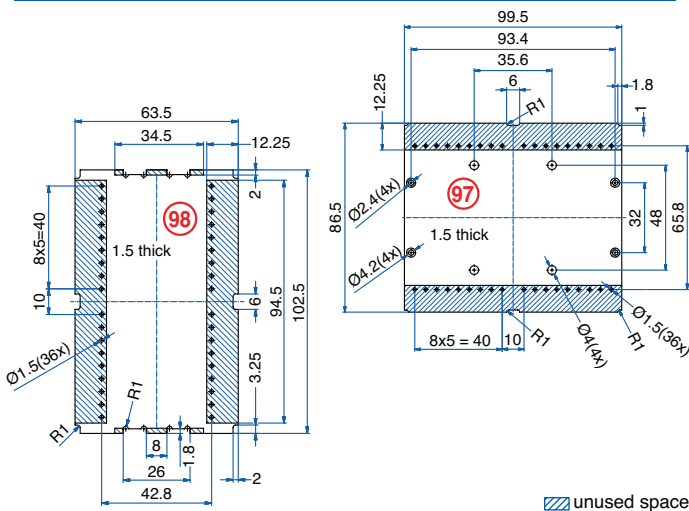 63.5
34.5
12.25
2
98
1.5 thick
8x5=40
10
6
94.5
102.5
Ø1.5(36x)
3.25
R1
R1
8
1.8
26
2
42.8
99.5
93.4
35.6
6
1.8
12.25
R1
1
86.5
Ø2.4(4x)
97
32
48
65.8
Ø4.2(4x)
1.5 thick
8x5 = 40
10
R1
Ø4(4x)
Ø1.5(36x)
R1
unused space